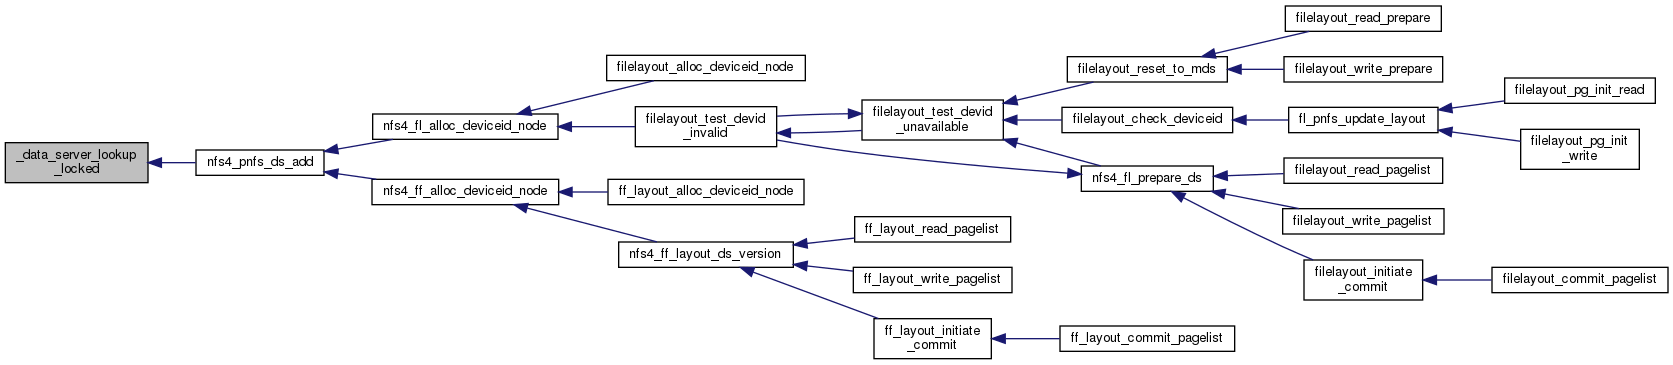 filelayout_read_prepare
filelayout_alloc_deviceid_node
filelayout_reset_to_mds
filelayout_write_prepare
filelayout_pg_init_read
nfs4_fl_alloc_deviceid_node
filelayout_test_devid
_invalid
filelayout_test_devid
_unavailable
filelayout_check_deviceid
fl_pnfs_update_layout
filelayout_pg_init
_write
_data_server_lookup
_locked
nfs4_pnfs_ds_add
nfs4_fl_prepare_ds
filelayout_read_pagelist
nfs4_ff_alloc_deviceid_node
ff_layout_alloc_deviceid_node
filelayout_write_pagelist
ff_layout_read_pagelist
nfs4_ff_layout_ds_version
ff_layout_write_pagelist
filelayout_initiate
_commit
filelayout_commit_pagelist
ff_layout_initiate
_commit
ff_layout_commit_pagelist